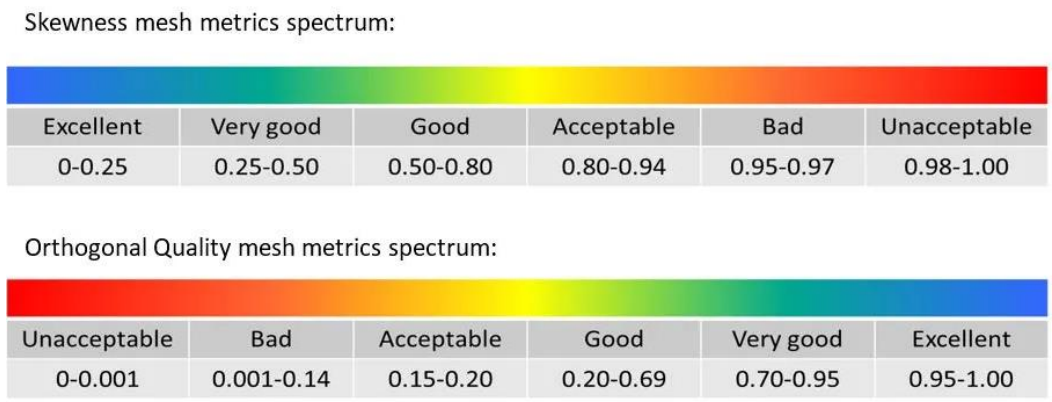 Skewness mesh metrics spectrum:
Excellent Very good Good Acceptable Bad Unacceptable
0-0.25 0.25-0.50 0.50-0.80 0.80-0.94 0.95-0.97 0.98-1.00
Orthogonal Quality mesh metrics spectrum:
Unacceptable Bad Acceptable Good Very good Excellent
0-0.001 0.001-0.14 0.15-0.20 0.20-0.69 0.70-0.95 0.95-1.00